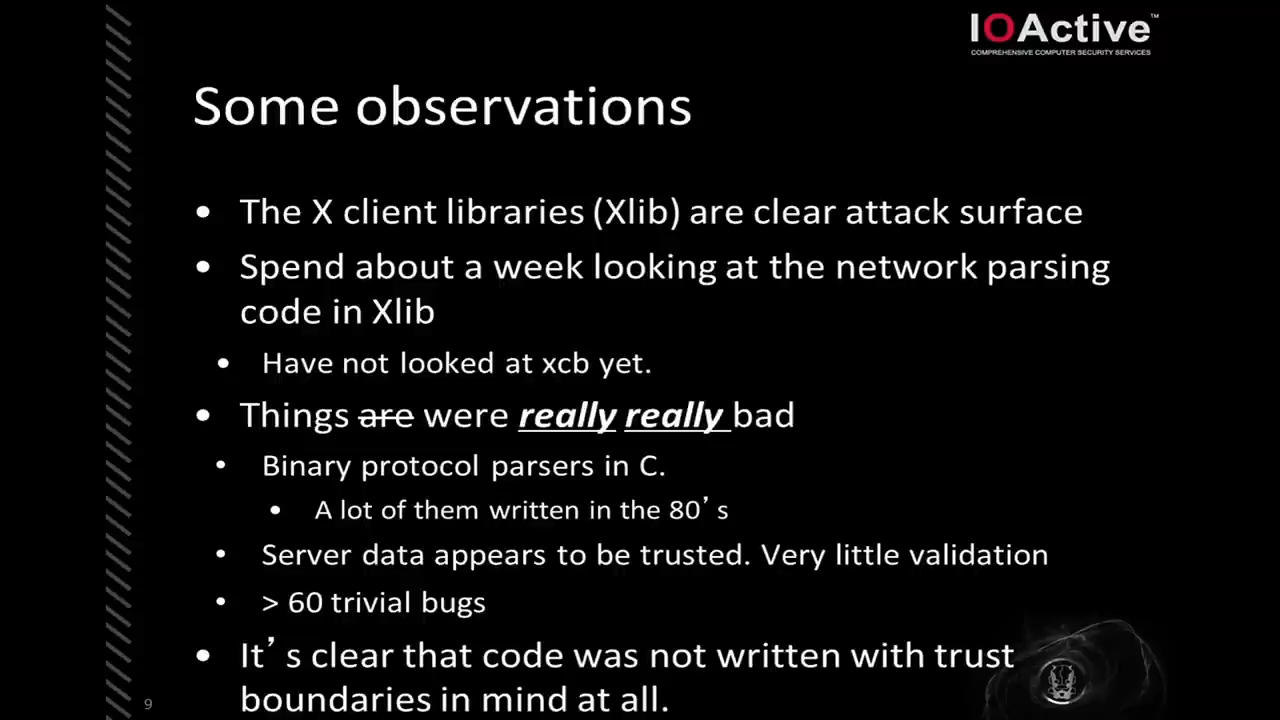 IOActive™
COMPREHENSIVE COMPUTER SECURITY SERVICES
Some observations
• The X client libraries (Xlib) are clear attack surface
• Spend about a week looking at the network parsing
code in Xlib
• Have not looked at xcb yet.
• Things are were really really bad
• Binary protocol parsers in C.
• A lot of them written in the 80’s
• Server data appears to be trusted. Very little validation
• > 60 trivial bugs
• It’s clear that code was not written with trust
boundaries in mind at all.
9